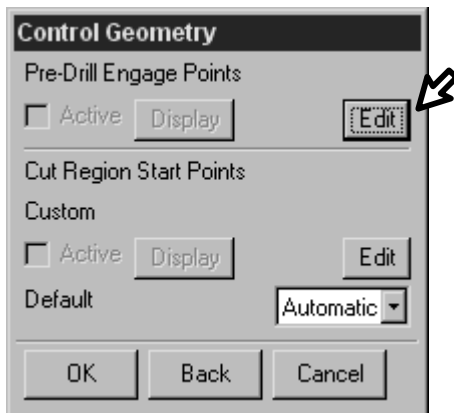 Control Geometry
Pre-Drill Engage Points
Active Display Edit
Cut Region Start Points
Custom
Active Display Edit
Default Automatic
OK Back Cancel